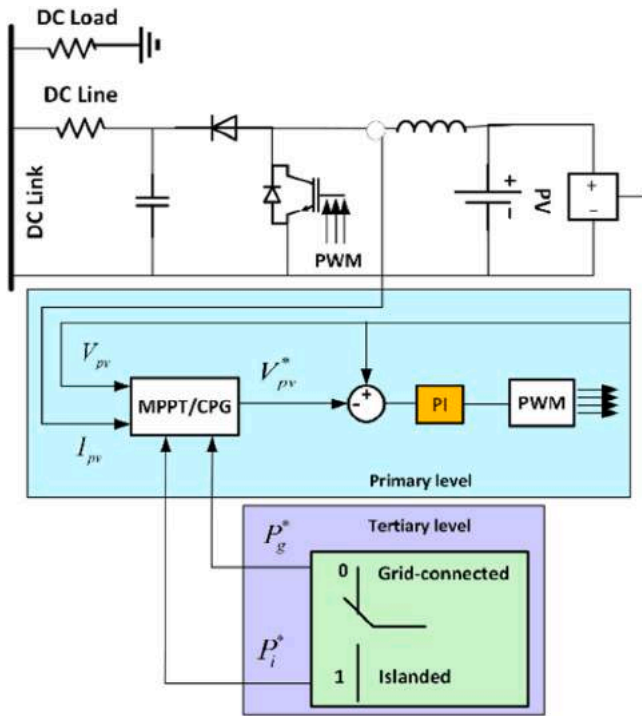 DC Load
DC Line
DC Link
+
−
PV
+
−
PWM
V_pv
V*_pv
MPPT/CPG
-
+
PI
PWM
I_pv
Primary level
Tertiary level
P*_g
0 Grid-connected
P*_i
1 Islanded